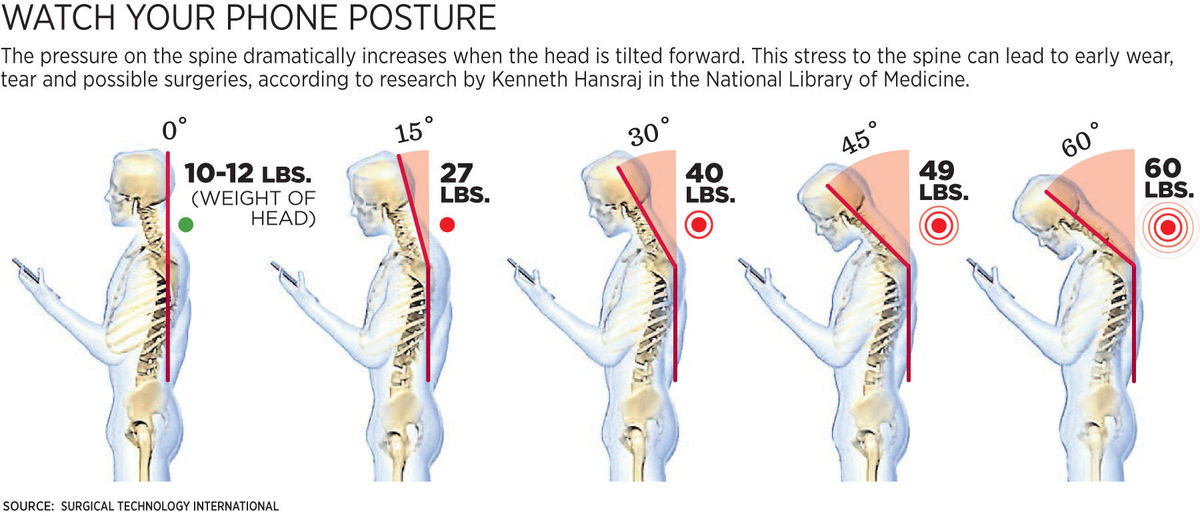 WATCH YOUR PHONE POSTURE
The pressure on the spine dramatically increases when the head is tilted forward. This stress to the spine can lead to early wear,
tear and possible surgeries, according to research by Kenneth Hansraj in the National Library of Medicine.
0°
10-12 LBS.
(WEIGHT OF
HEAD)
15°
27
LBS.
30°
40
LBS.
45°
49
LBS.
60°
60
LBS.
SOURCE: SURGICAL TECHNOLOGY INTERNATIONAL